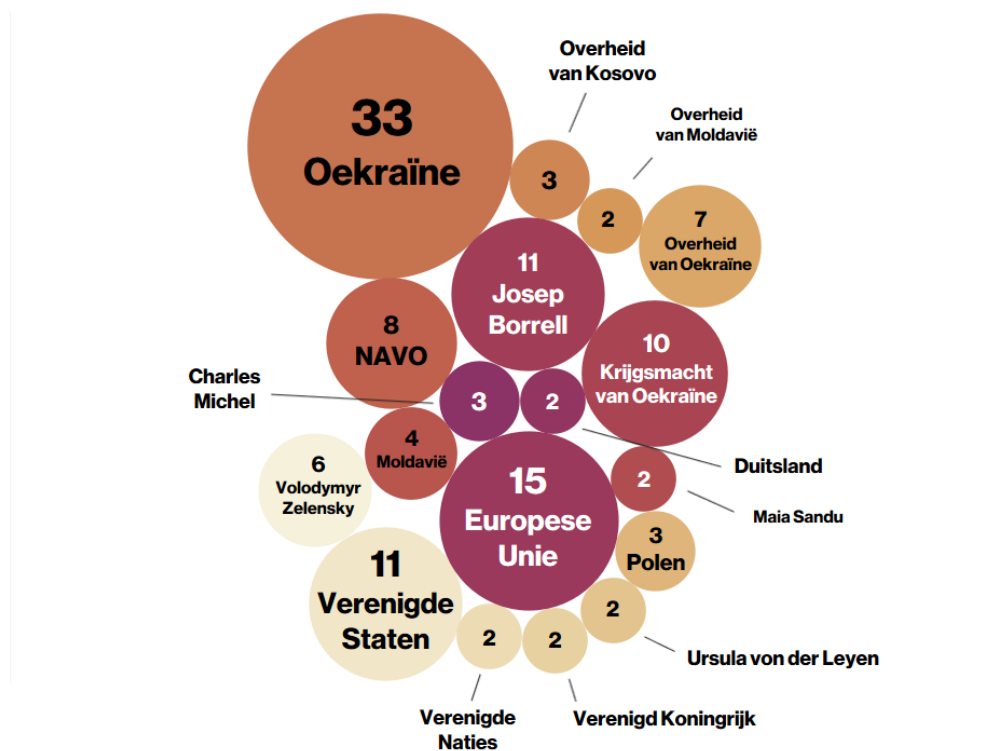 33
Oekraïne
Overheid
van Kosovo
3
Overheid
van Moldavië
2
7
Overheid
van Oekraïne
11
Josep
Borrell
8
NAVO
10
Krijgsmacht
van Oekraïne
Charles
Michel
3
2
Duitsland
4
Moldavië
6
Volodymyr
Zelensky
15
Europese
Unie
2
Maia Sandu
3
Polen
11
Verenigde
Staten
2
Ursula von der Leyen
2
Verenigde
Naties
2
Verenigd Koningrijk